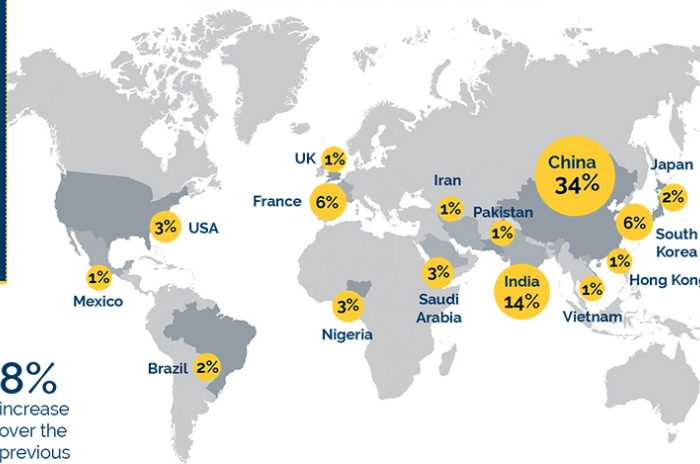 UK 1%
France 6%
USA 3%
Mexico 1%
Brazil 2%
Nigeria 3%
Saudi
Arabia 3%
Iran 1%
Pakistan 1%
India
14%
China
34%
Japan 2%
South
Korea 6%
Hong Kong 1%
Vietnam 1%
8%
increase
over the
previous